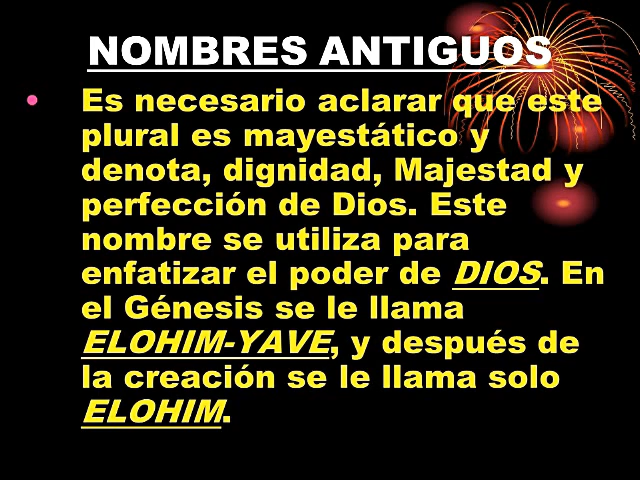 NOMBRES ANTIGUOS
• Es necesario aclarar que este
plural es mayestático y
denota, dignidad, Majestad y
perfección de Dios. Este
nombre se utiliza para
enfatizar el poder de DIOS. En
el Génesis se le llama
ELOHIM-YAVE, y después de
la creación se le llama solo
ELOHIM.